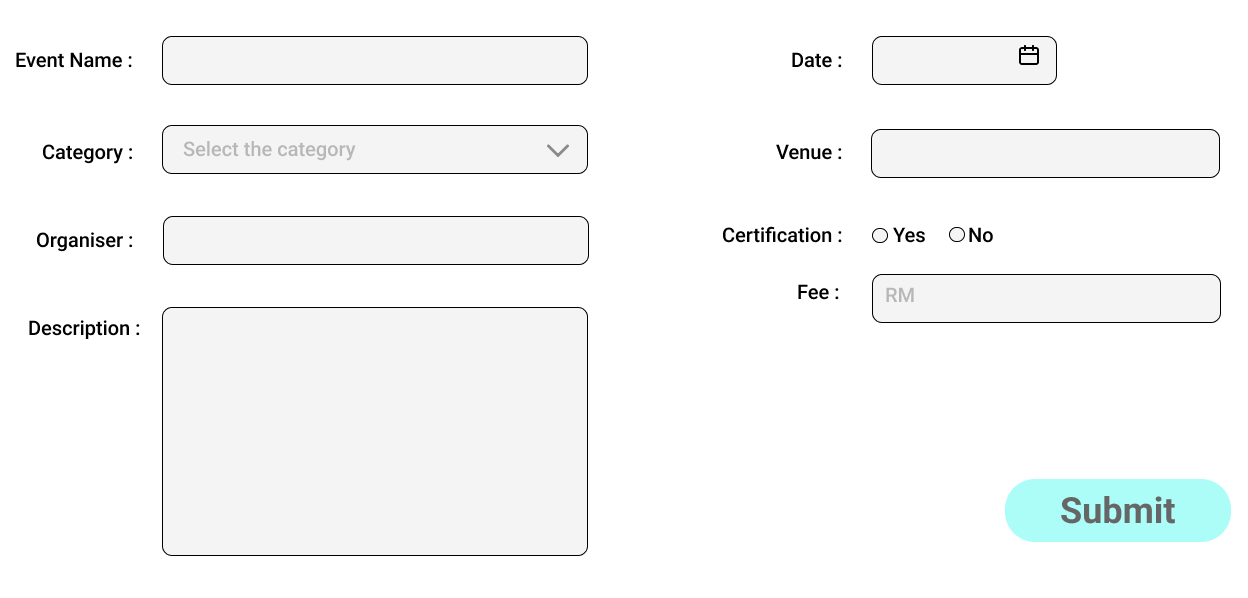 Event Name :
Date :
Category :
Select the category
Venue :
Organiser :
Certification :
Yes
No
Fee :
RM
Description :
Submit